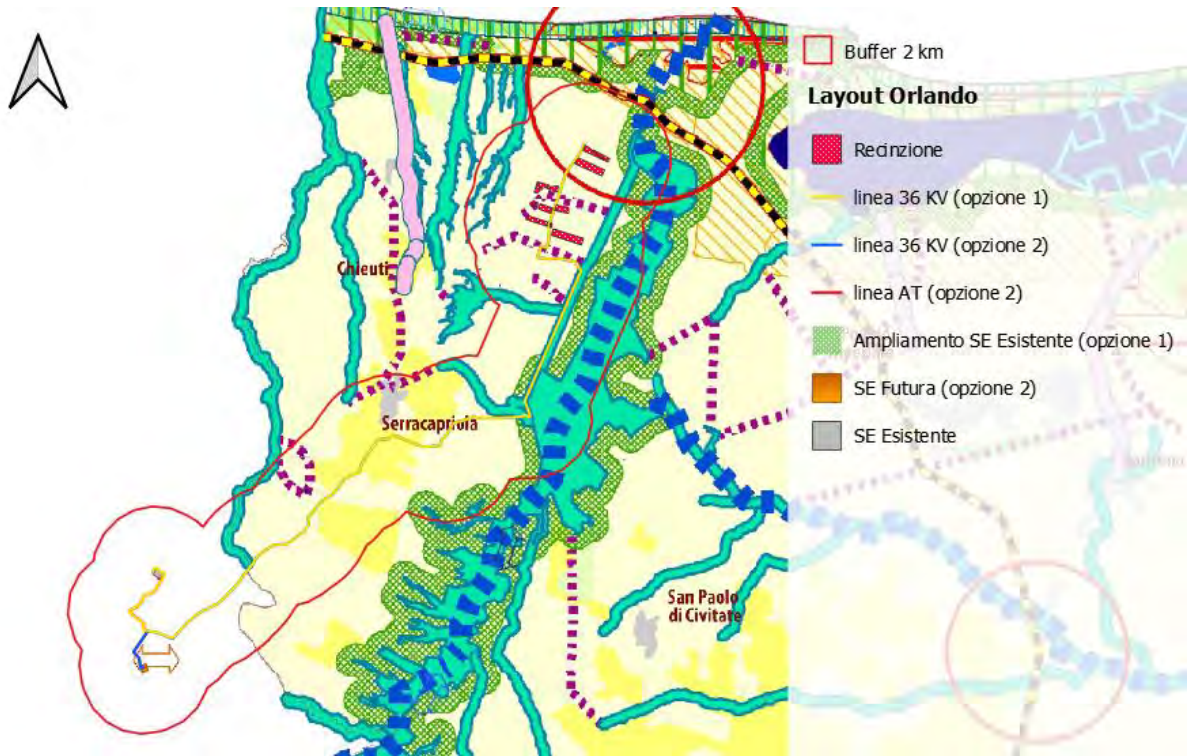 Buffer 2 km
Layout Orlando
Recinzione
linea 36 KV (opzione 1)
linea 36 KV (opzione 2)
linea AT (opzione 2)
Ampliamento SE Esistente (opzione 1)
SE Futura (opzione 2)
SE Esistente
Chieuti
Serracapriola
San Paolo
di Civitate